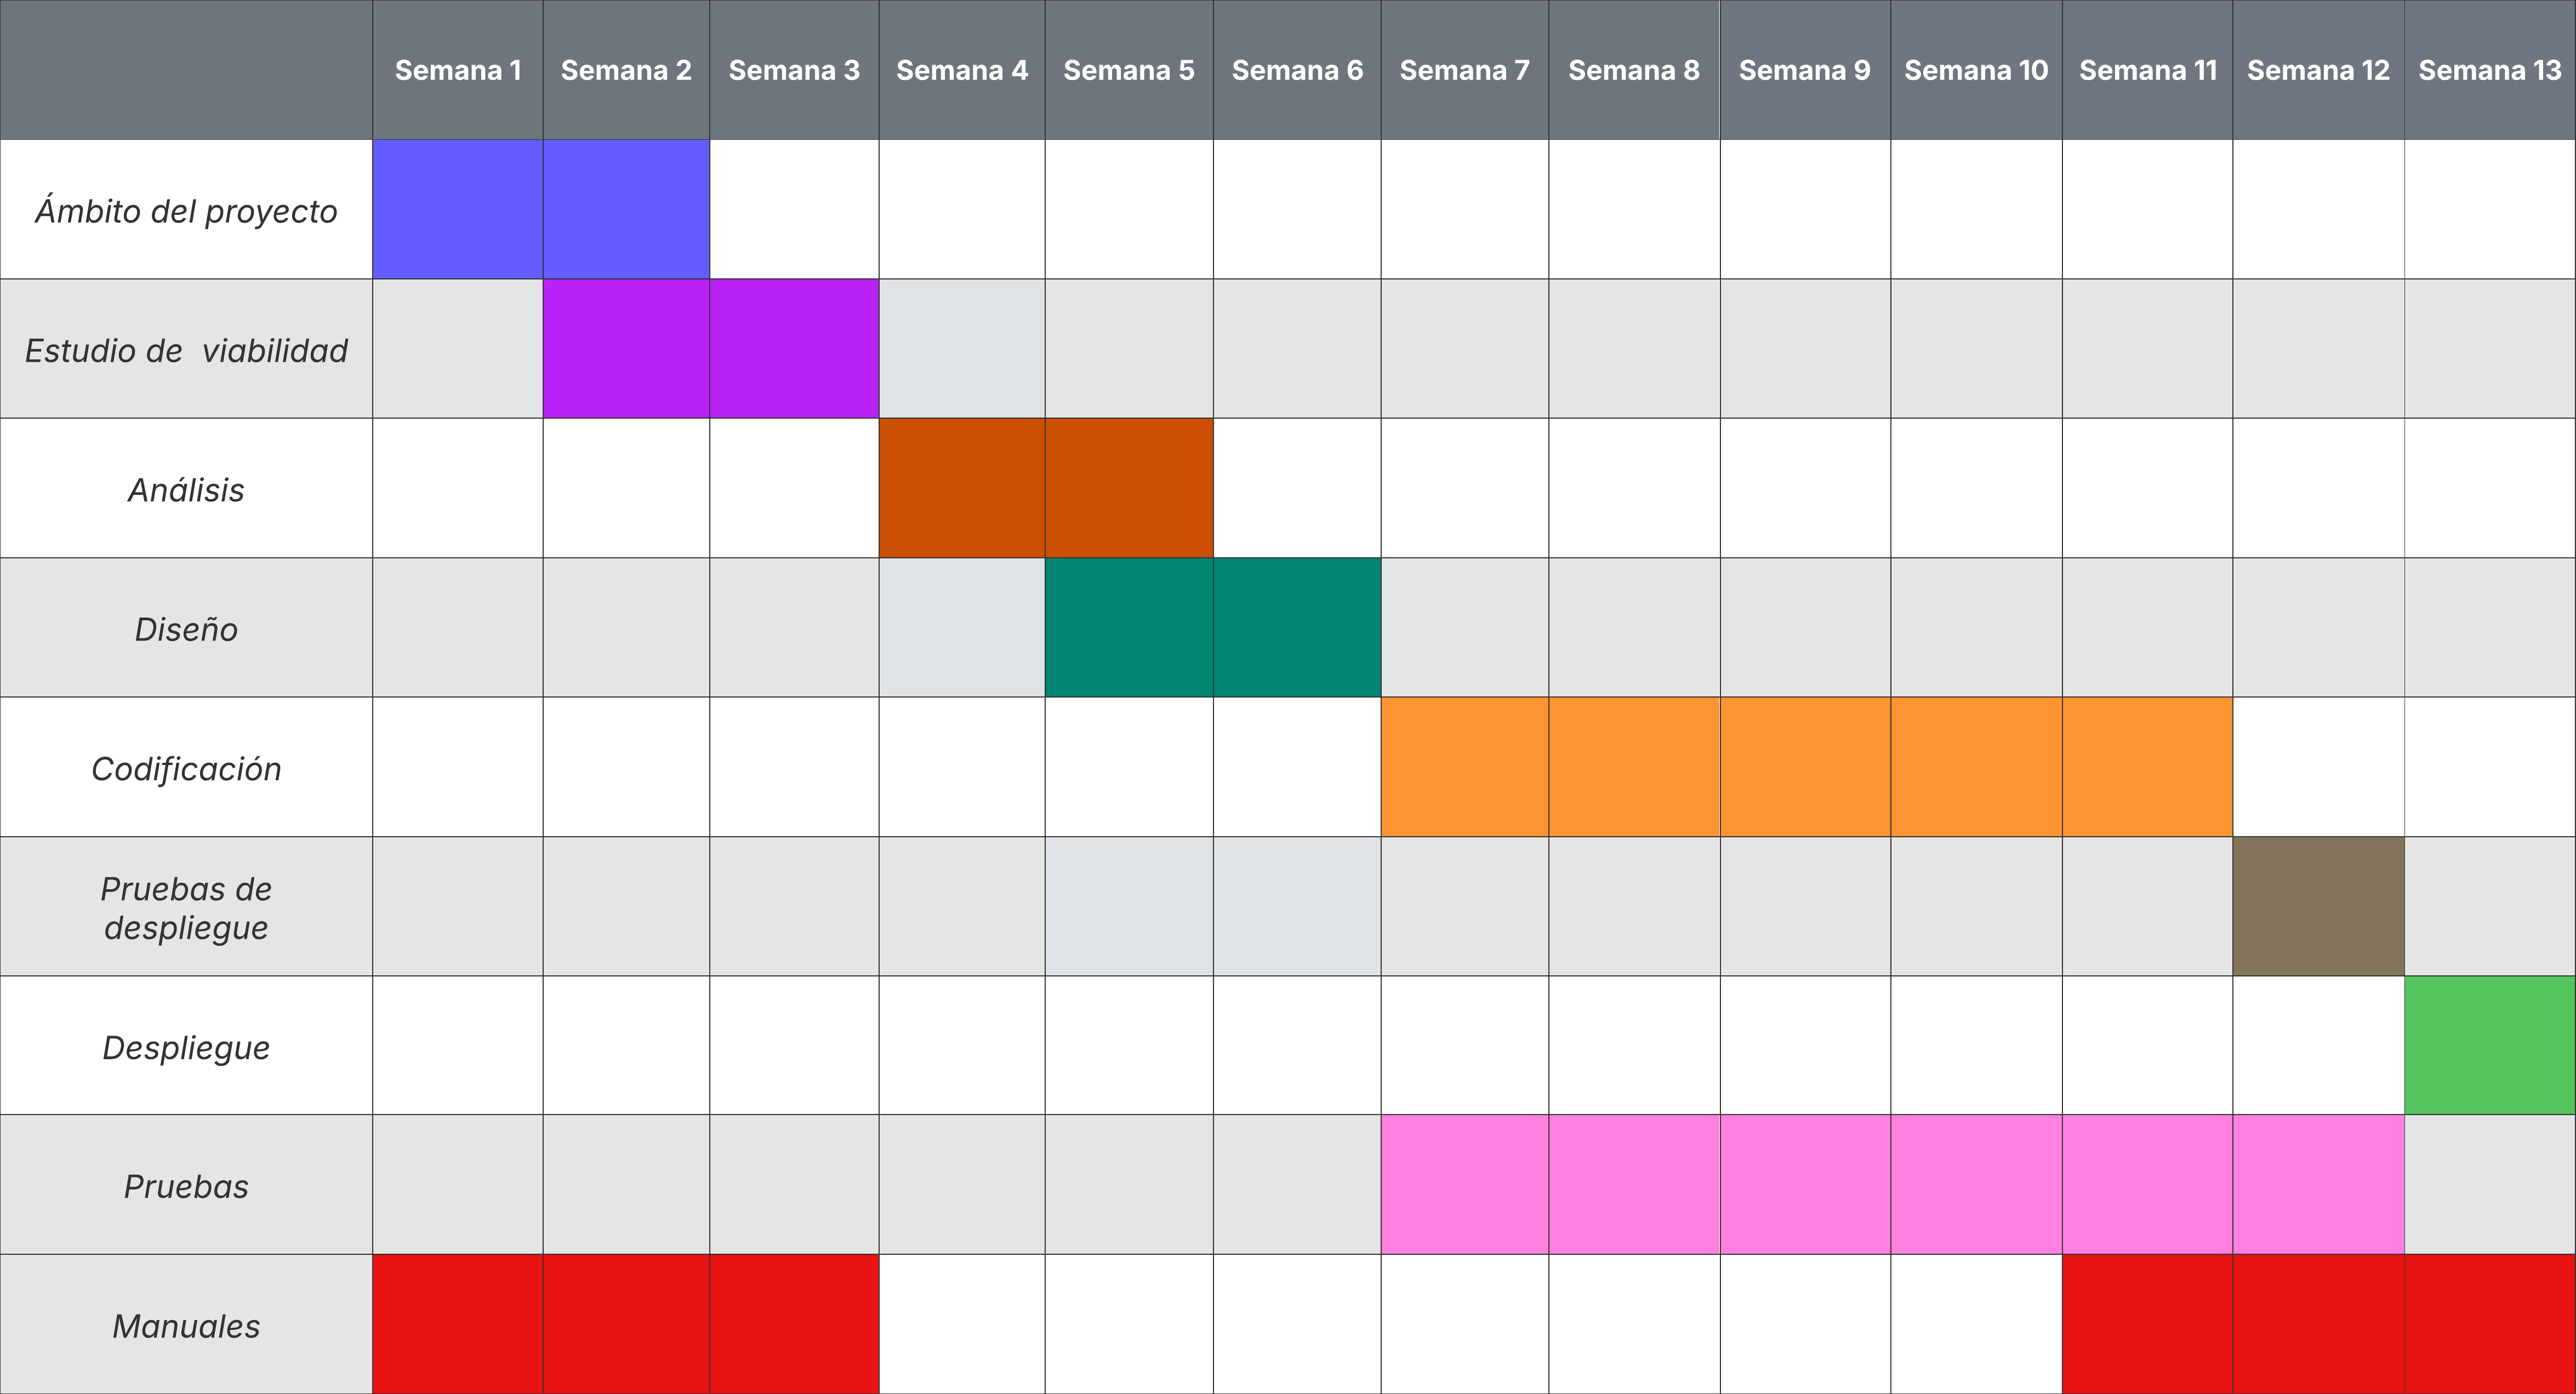 Semana 1 Semana 2 Semana 3 Semana 4 Semana 5 Semana 6 Semana 7 Semana 8 Semana 9 Semana 10 Semana 11 Semana 12 Semana 13
Ámbito del proyecto
Estudio de  viabilidad
Análisis
Diseño
Codificación
Pruebas de
despliegue
Despliegue
Pruebas
Manuales